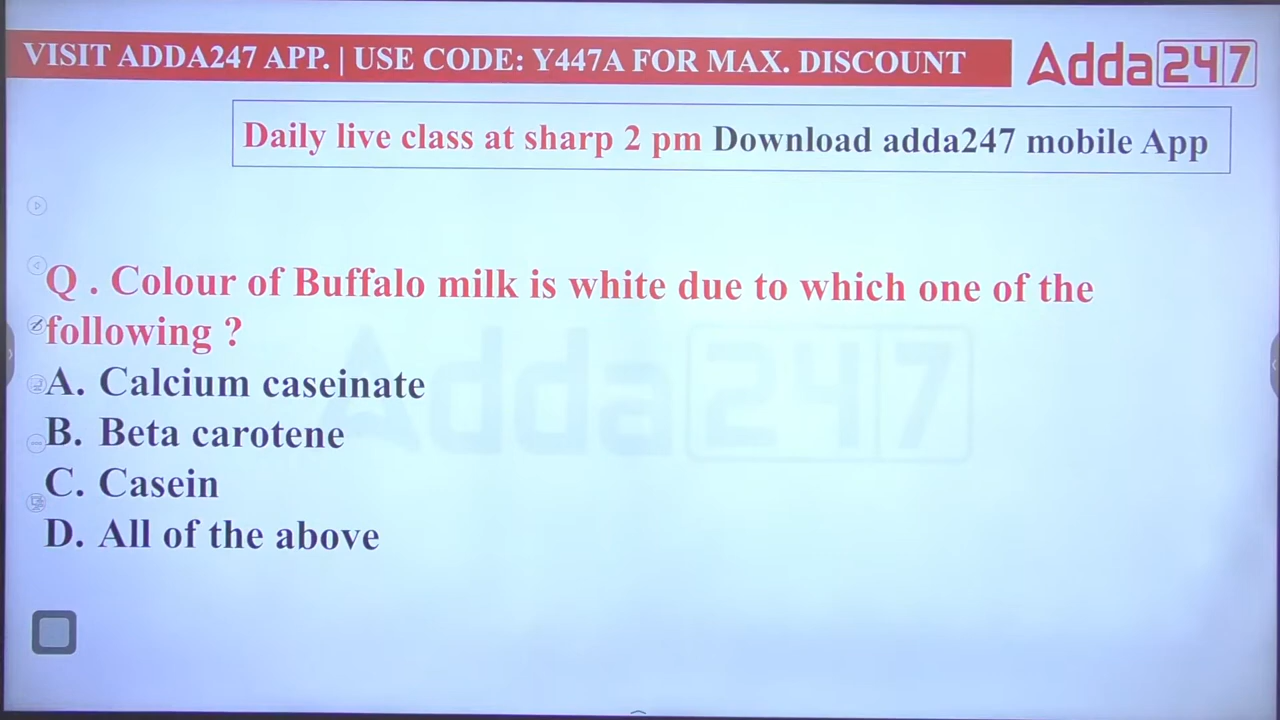 VISIT ADDA247 APP. | USE CODE: Y447A FOR MAX. DISCOUNT
Adda247
Daily live class at sharp 2 pm Download adda247 mobile App
Q . Colour of Buffalo milk is white due to which one of the
following ?
Adda247
A. Calcium caseinate
B. Beta carotene
C. Casein
D. All of the above